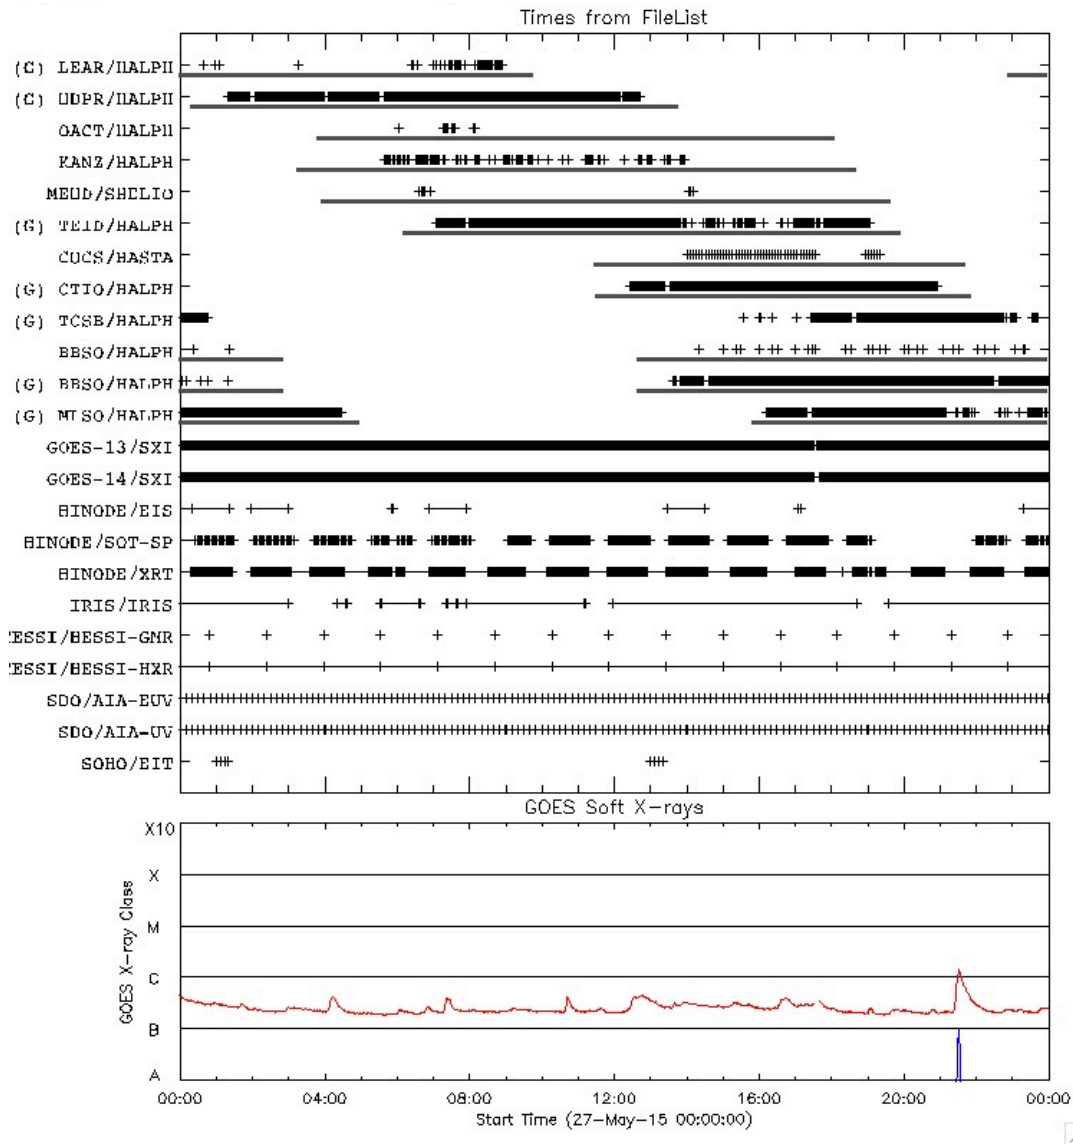 Times from FileList
(C) LEAR/HALPH
(C) UDPR/HALPH
OACT/HALPH
KANZ/HALPH
MEUD/SHELIO
(G) TEID/HALPH
CUCS/HASTA
(G) CTIO/HALPH
(G) TCSB/HALPH
BBSO/HALPH
(G) BBSO/HALPH
(G) MLSO/HALPH
GOES-13/SXI
GOES-14/SXI
HINODE/EIS
HINODE/SOT-SP
HINODE/XRT
IRIS/IRIS
ESSI/HESSI-GMR
ESSI/HESSI-HXR
SDO/AIA-EUV
SDO/AIA-UV
SOHO/EIT
GOES Soft X-rays
X10
X
M
C
B
A
GOES X-ray Class
00:00 04:00 08:00 12:00 16:00 20:00 00:00
Start Time (27-May-15 00:00:00)